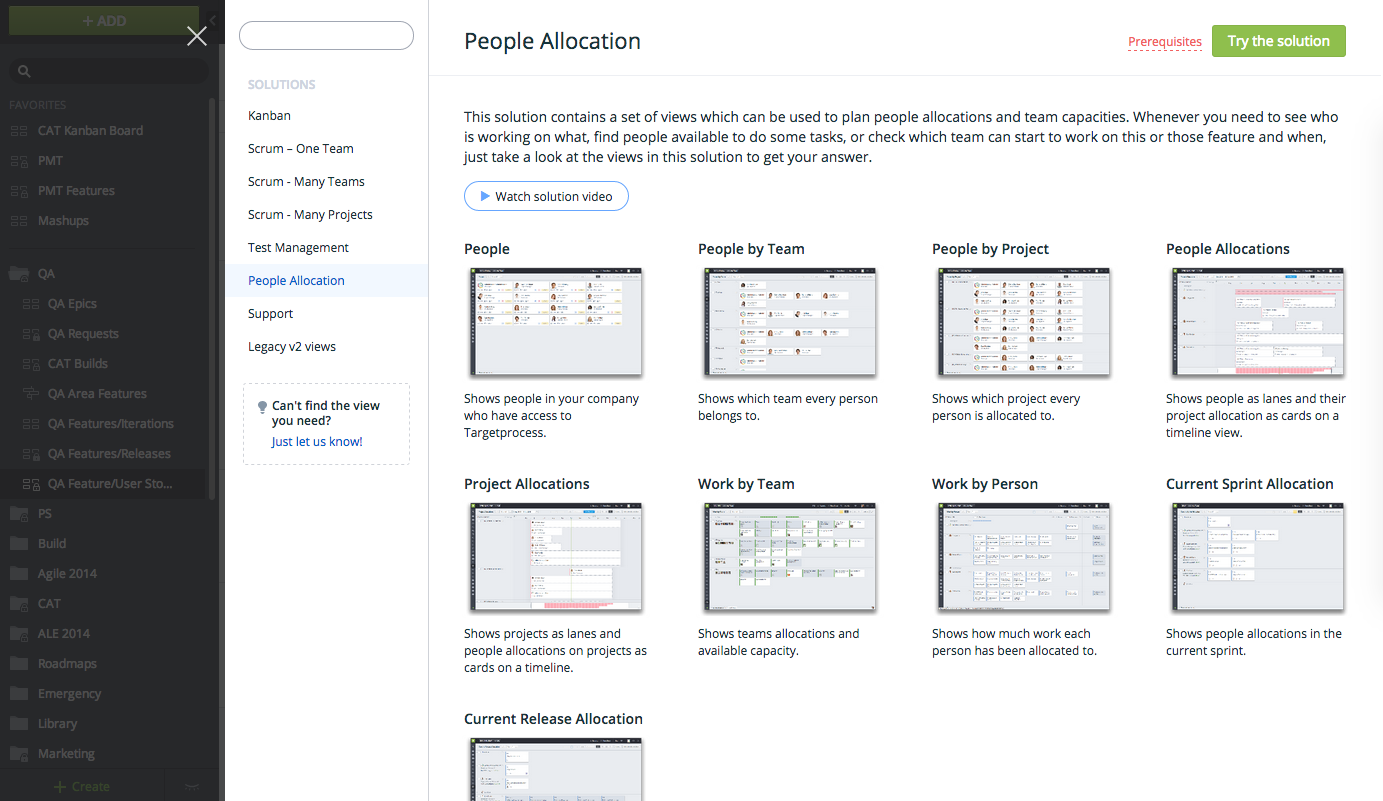 + ADD
FAVORITES
CAT Kanban Board
PMT
PMT Features
Mashups
QA
QA Epics
QA Requests
CAT Builds
QA Area Features
QA Features/Iterations
QA Features/Releases
QA Feature/User Sto...
PS
Build
Agile 2014
CAT
ALE 2014
Roadmaps
Emergency
Library
Marketing
+ Create
SOLUTIONS
Kanban
Scrum – One Team
Scrum - Many Teams
Scrum - Many Projects
Test Management
People Allocation
Support
Legacy v2 views
Can't find the view
you need?
Just let us know!
People Allocation
Prerequisites
Try the solution
This solution contains a set of views which can be used to plan people allocations and team capacities. Whenever you need to see who
is working on what, find people available to do some tasks, or check which team can start to work on this or those feature and when,
just take a look at the views in this solution to get your answer.
Watch solution video
People
Shows people in your company
who have access to
Targetprocess.
People by Team
Shows which team every person
belongs to.
People by Project
Shows which project every
person is allocated to.
People Allocations
Shows people as lanes and their
project allocation as cards on a
timeline view.
Project Allocations
Shows projects as lanes and
people allocations on projects as
cards on a timeline.
Work by Team
Shows teams allocations and
available capacity.
Work by Person
Shows how much work each
person has been allocated to.
Current Sprint Allocation
Shows people allocations in the
current sprint.
Current Release Allocation